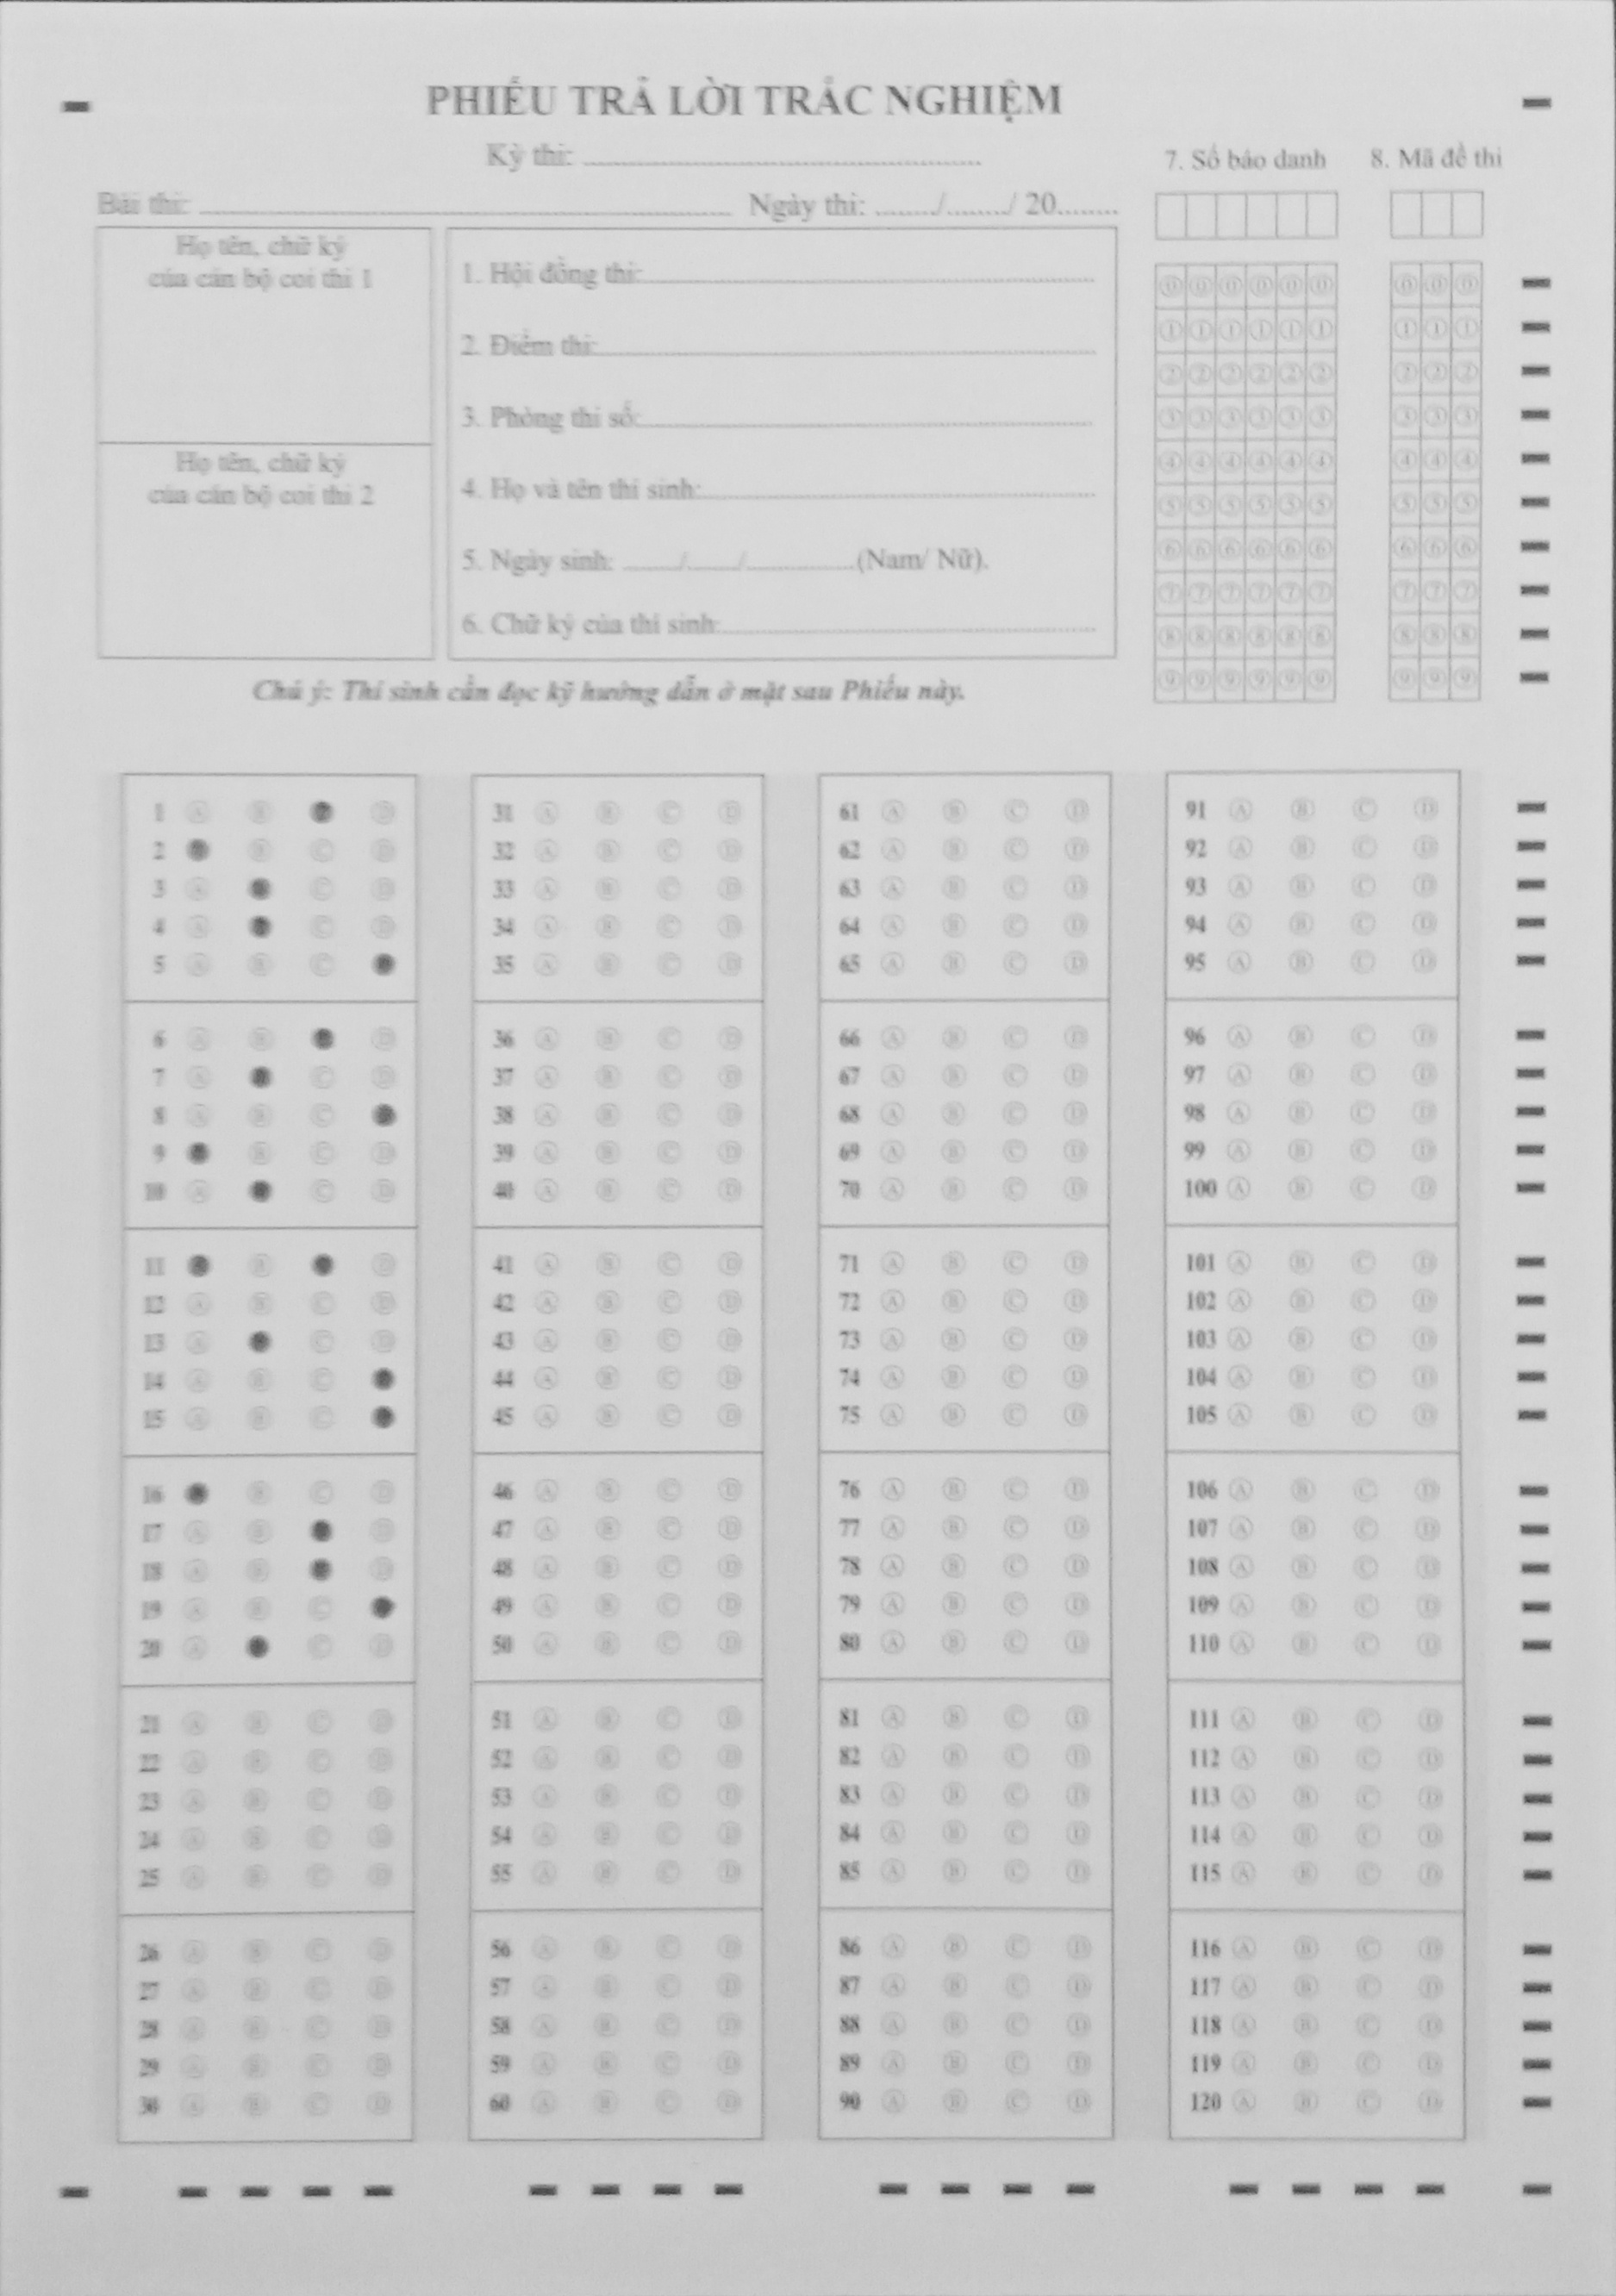 PHIẾU TRẢ LỜI TRẮC NGHIỆM
Kỳ thi: ........................................
7. Số báo danh 8. Mã đề thi
Bài thi: ........................................ Ngày thi: ......../......../ 20........
Họ tên, chữ ký
của cán bộ coi thi 1
Họ tên, chữ ký
của cán bộ coi thi 2
1. Hội đồng thi:........................................
2. Điểm thi:........................................
3. Phòng thi số:........................................
4. Họ và tên thí sinh:........................................
5. Ngày sinh: ......../......../...............(Nam/ Nữ).
6. Chữ ký của thí sinh:........................................
0 0 0 0 0 0 0 0 0
1 1 1 1 1 1 1 1 1
2 2 2 2 2 2 2 2 2
3 3 3 3 3 3 3 3 3
4 4 4 4 4 4 4 4 4
5 5 5 5 5 5 5 5 5
6 6 6 6 6 6 6 6 6
7 7 7 7 7 7 7 7 7
8 8 8 8 8 8 8 8 8
9 9 9 9 9 9 9 9 9
Chú ý: Thí sinh cần đọc kỹ hướng dẫn ở mặt sau Phiếu này.
1 A B D
2 B C D
3 A C D
4 A C D
5 A B C
6 A B D
7 A C D
8 A B C
9 B C D
10 A C D
11 B D
12 A B C D
13 A C D
14 A B C
15 A B C
16 B C D
17 A B D
18 A B D
19 A B C
20 A C D
21 A B C D
22 A B C D
23 A B C D
24 A B C D
25 A B C D
26 A B C D
27 A B C D
28 A B C D
29 A B C D
30 A B C D
31 A B C D
32 A B C D
33 A B C D
34 A B C D
35 A B C D
36 A B C D
37 A B C D
38 A B C D
39 A B C D
40 A B C D
41 A B C D
42 A B C D
43 A B C D
44 A B C D
45 A B C D
46 A B C D
47 A B C D
48 A B C D
49 A B C D
50 A B C D
51 A B C D
52 A B C D
53 A B C D
54 A B C D
55 A B C D
56 A B C D
57 A B C D
58 A B C D
59 A B C D
60 A B C D
61 A B C D
62 A B C D
63 A B C D
64 A B C D
65 A B C D
66 A B C D
67 A B C D
68 A B C D
69 A B C D
70 A B C D
71 A B C D
72 A B C D
73 A B C D
74 A B C D
75 A B C D
76 A B C D
77 A B C D
78 A B C D
79 A B C D
80 A B C D
81 A B C D
82 A B C D
83 A B C D
84 A B C D
85 A B C D
86 A B C D
87 A B C D
88 A B C D
89 A B C D
90 A B C D
91 A B C D
92 A B C D
93 A B C D
94 A B C D
95 A B C D
96 A B C D
97 A B C D
98 A B C D
99 A B C D
100 A B C D
101 A B C D
102 A B C D
103 A B C D
104 A B C D
105 A B C D
106 A B C D
107 A B C D
108 A B C D
109 A B C D
110 A B C D
111 A B C D
112 A B C D
113 A B C D
114 A B C D
115 A B C D
116 A B C D
117 A B C D
118 A B C D
119 A B C D
120 A B C D